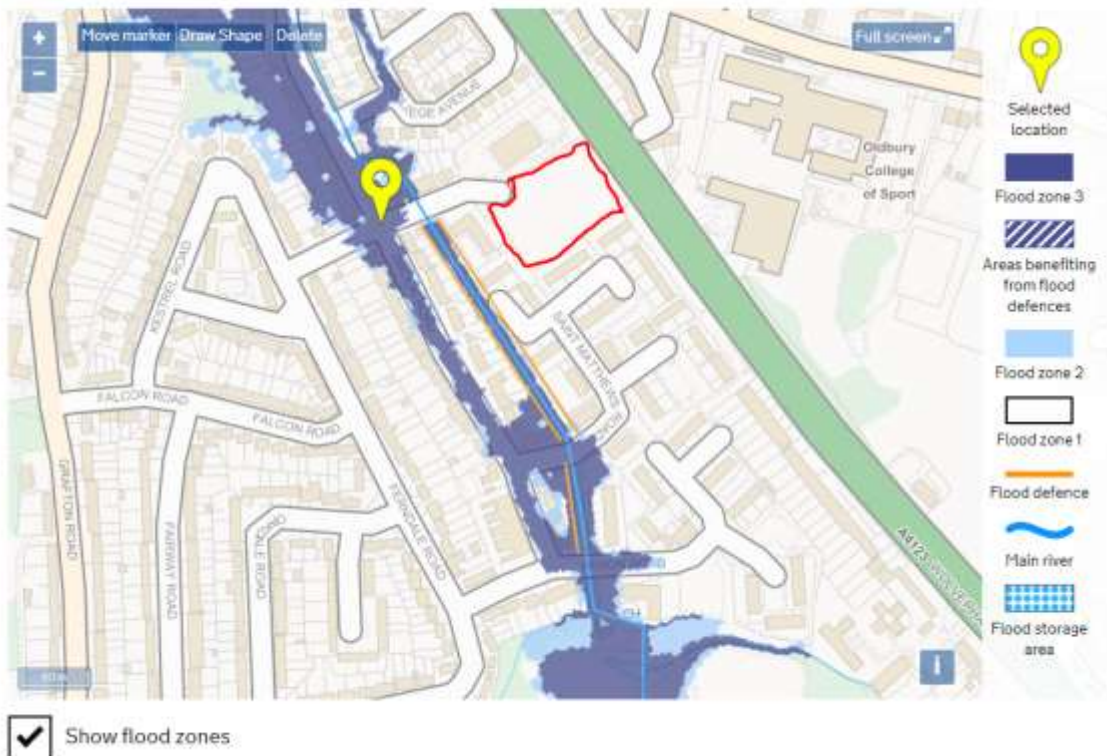 +
−
Move marker
Draw Shape
Delete
Full screen
Selected
location
Flood zone 3
Areas benefiting
from flood
defences
Flood zone 2
Flood zone 1
Flood defence
Main river
Flood storage
area
Oldbury
College
of Sport
KESTREL ROAD
FALCON ROAD
FALCON ROAD
GRAFTON ROAD
FAIRWAY ROAD
FERNDALE ROAD
SAINT MATTHEWS
ROAD
A4123
i
Show flood zones